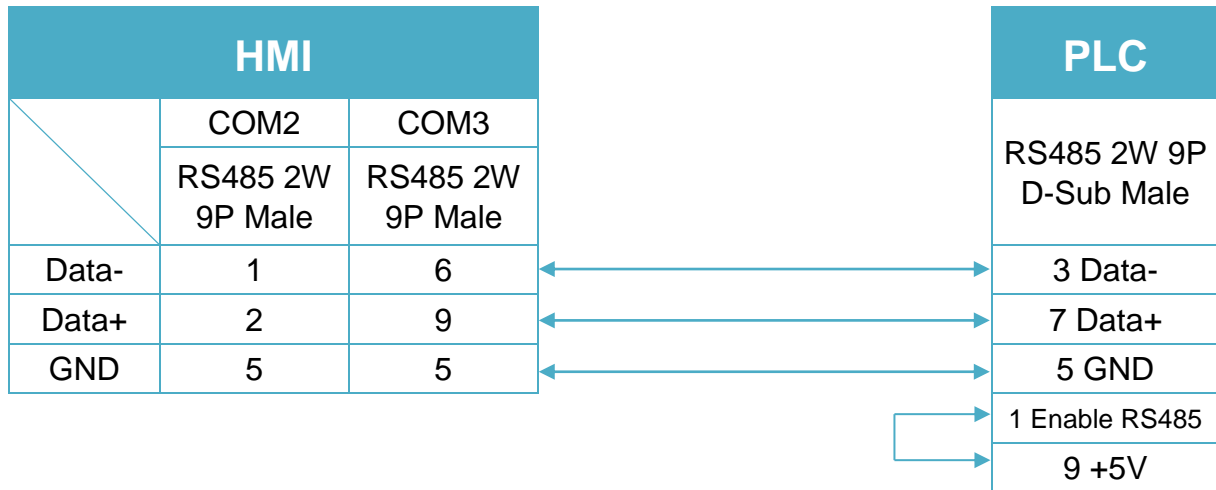 HMI
PLC
COM2 COM3
RS485 2W
9P Male
RS485 2W
9P Male
RS485 2W 9P
D-Sub Male
Data- 1 6 3 Data-
Data+ 2 9 7 Data+
GND 5 5 5 GND
1 Enable RS485
9 +5V